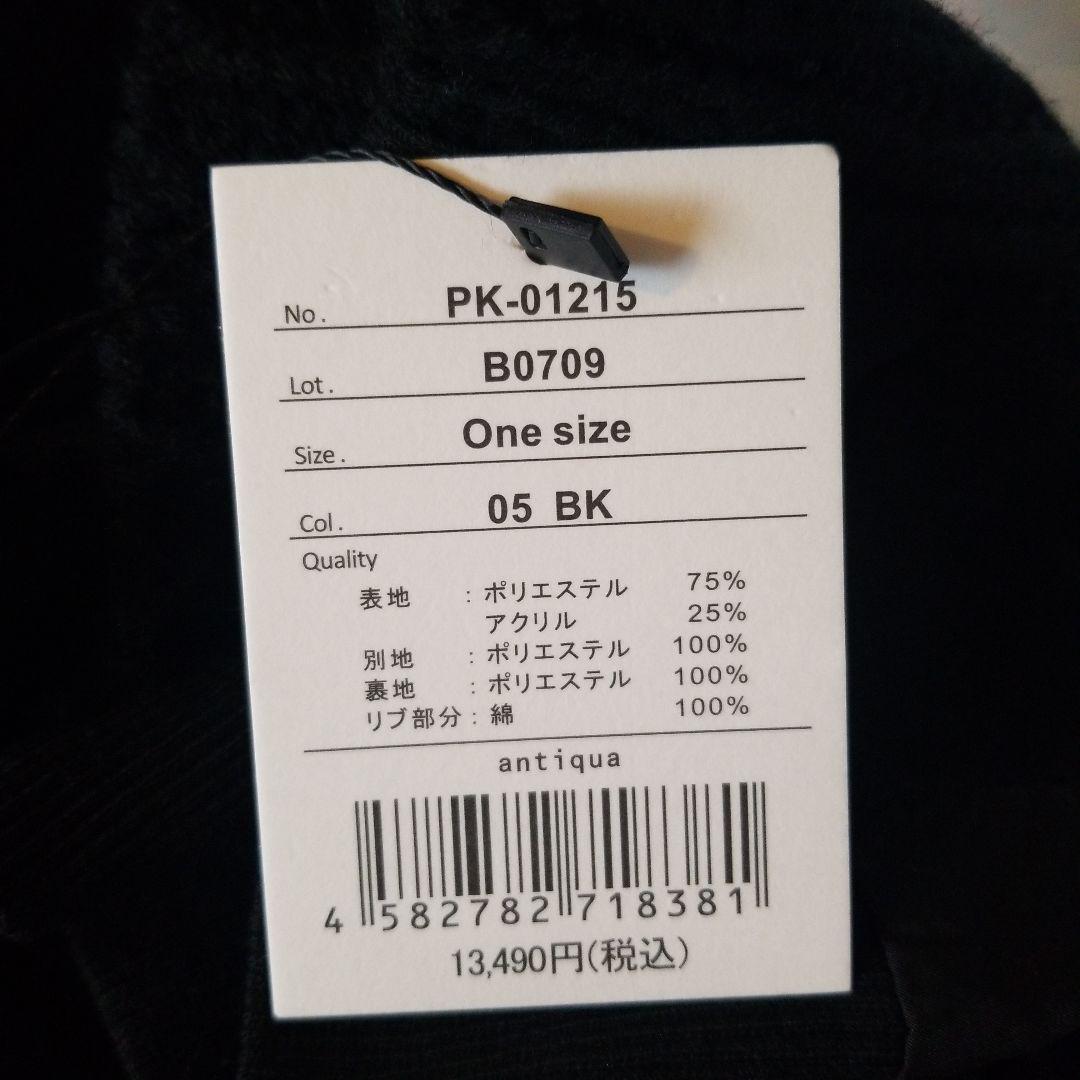 No. PK-01215
Lot. B0709
Size. One size
Col. 05 BK
Quality
表地 : ポリエステル 75%
アクリル 25%
別地 : ポリエステル 100%
裏地 : ポリエステル 100%
リブ部分 : 綿 100%
antiqua
4 582782 718381
13,490円(税込)